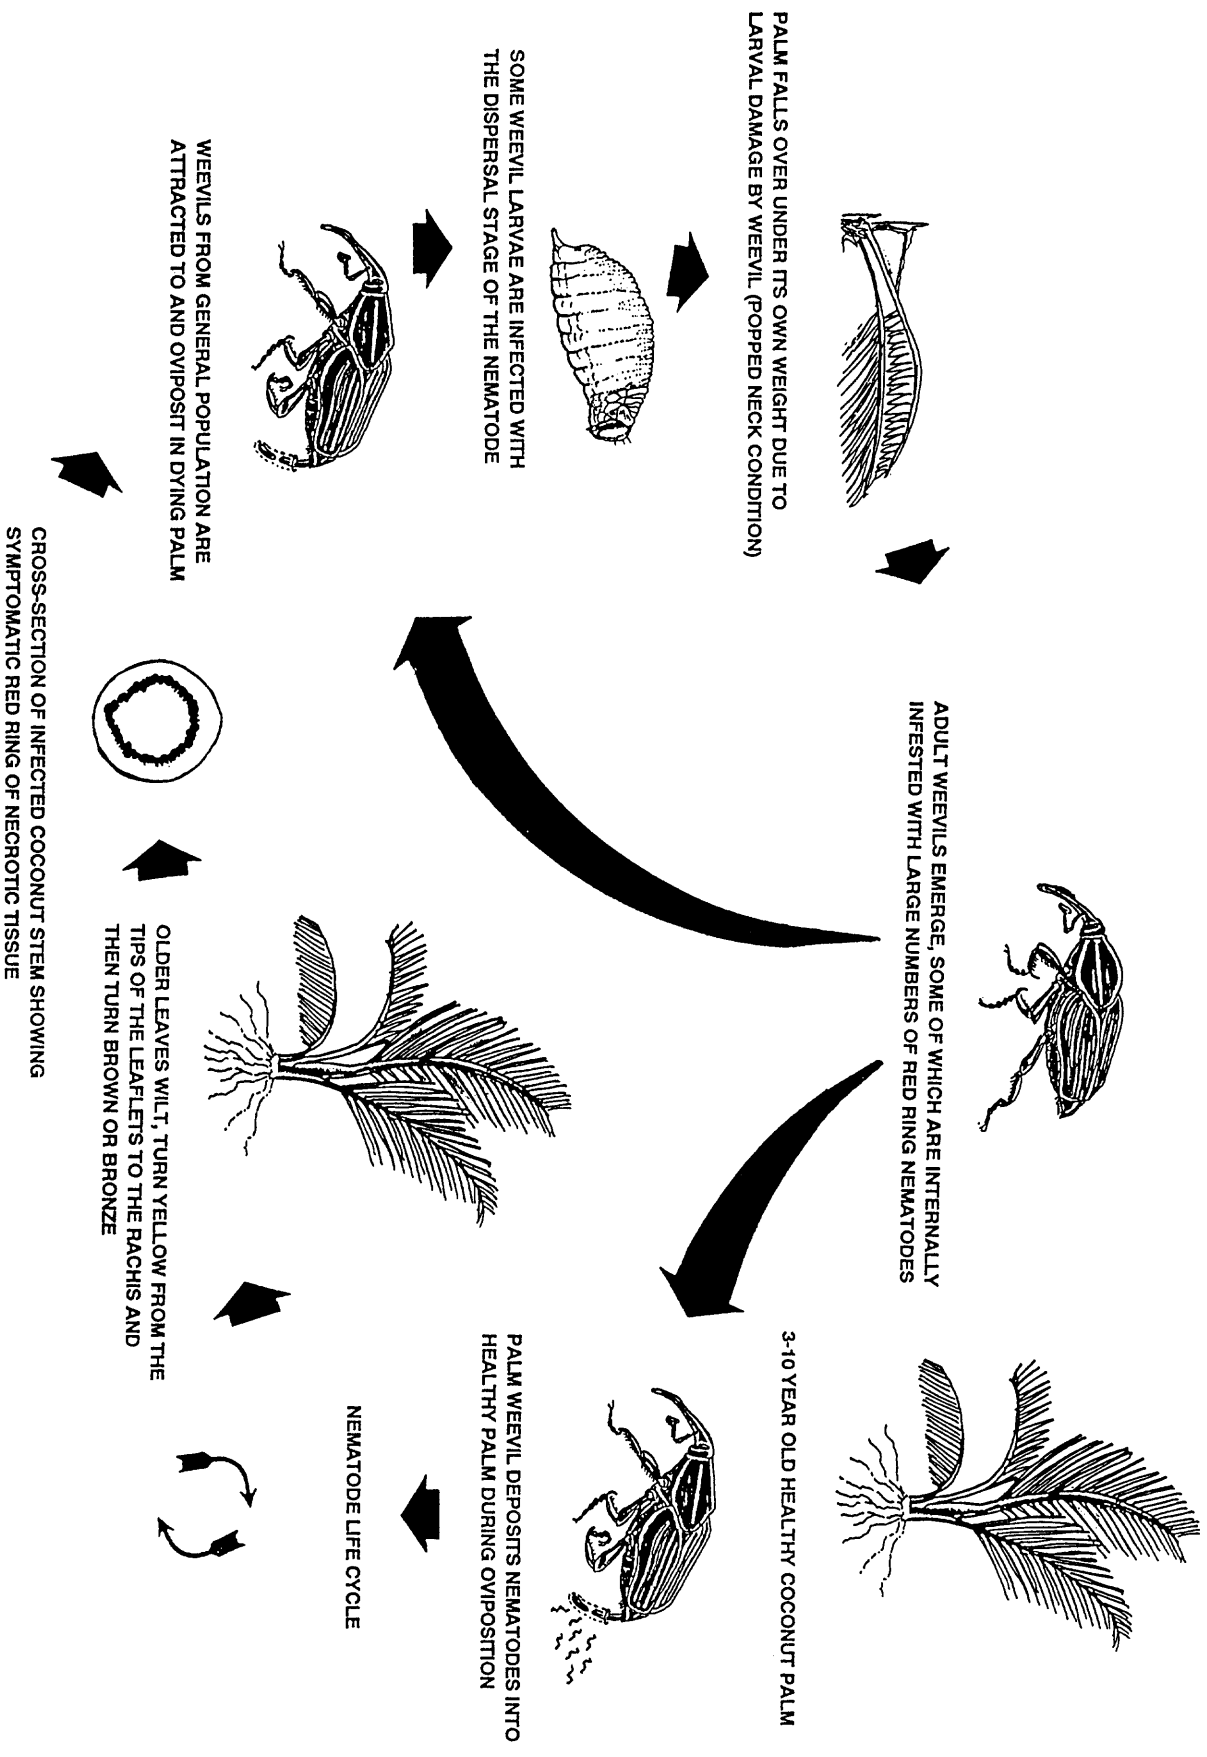 ADULT WEEVILS EMERGE, SOME OF WHICH ARE INTERNALLY
INFESTED WITH LARGE NUMBERS OF RED RING NEMATODES
3-10 YEAR OLD HEALTHY COCONUT PALM
PALM WEEVIL DEPOSITS NEMATODES INTO
HEALTHY PALM DURING OVIPOSITION
NEMATODE LIFE CYCLE
OLDER LEAVES WILT, TURN YELLOW FROM THE
TIPS OF THE LEAFLETS TO THE RACHIS AND
THEN TURN BROWN OR BRONZE
CROSS-SECTION OF INFECTED COCONUT STEM SHOWING
SYMPTOMATIC RED RING OF NECROTIC TISSUE
WEEVILS FROM GENERAL POPULATION ARE
ATTRACTED TO AND OVIPOSIT IN DYING PALM
SOME WEEVIL LARVAE ARE INFECTED WITH
THE DISPERSAL STAGE OF THE NEMATODE
PALM FALLS OVER UNDER ITS OWN WEIGHT DUE TO
LARVAL DAMAGE BY WEEVIL (POPPED NECK CONDITION)